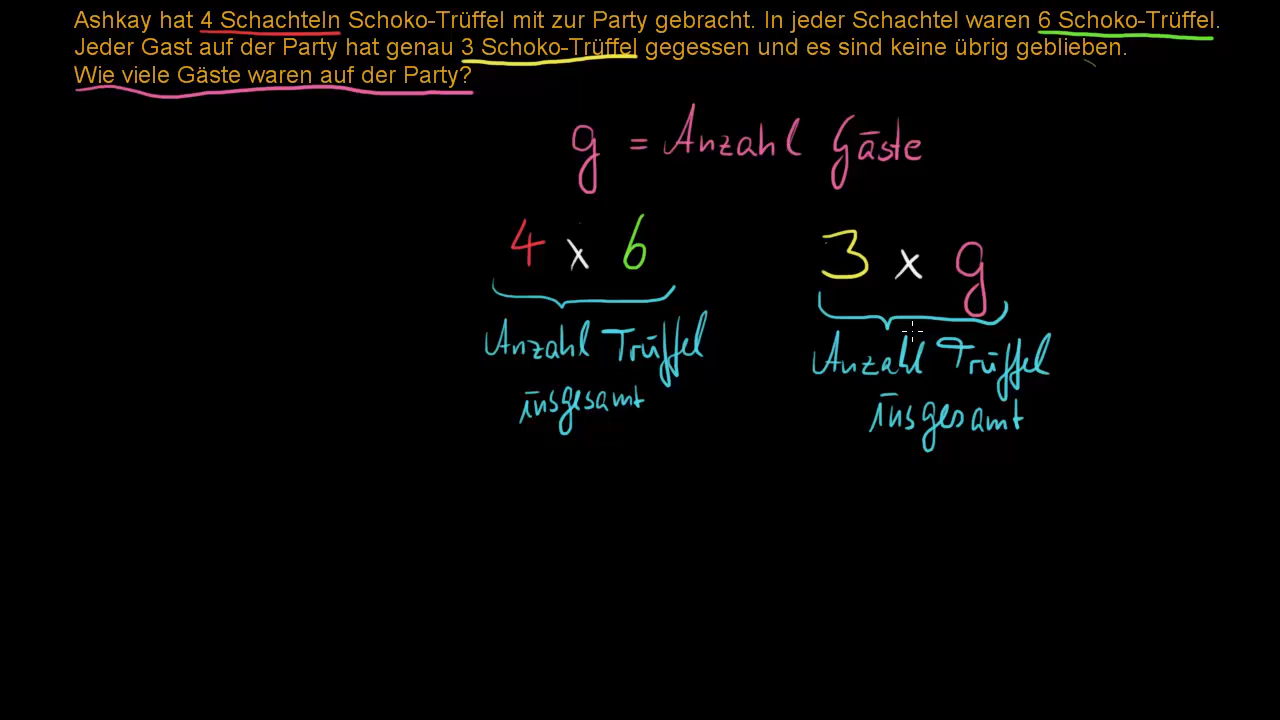 Ashkay hat 4 Schachteln Schoko-Trüffel mit zur Party gebracht. In jeder Schachtel waren 6 Schoko-Trüffel.
Jeder Gast auf der Party hat genau 3 Schoko-Trüffel gegessen und es sind keine übrig geblieben.
Wie viele Gäste waren auf der Party?
g = Anzahl Gäste
4 x 6
3 x g
Anzahl Trüffel
insgesamt
Anzahl Trüffel
insgesamt